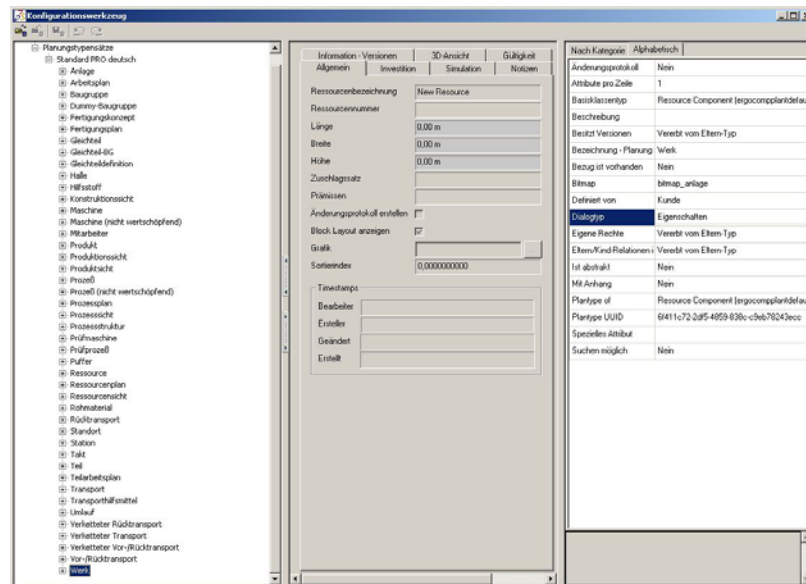 Konfigurationswerkzeug
Planungstypensätze
Standard PRO deutsch
Anlage
Arbeitsplan
Baugruppe
Dummy-Baugruppe
Fertigungskonzept
Fertigungsplan
Gleichteil
Gleichteil-BG
Gleichteildefinition
Halle
Hilfsstoff
Konstruktionssicht
Maschine
Maschine (nicht wertschöpfend)
Mitarbeiter
Produkt
Produktionssicht
Produktsicht
Prozeß
Prozeß (nicht wertschöpfend)
Prozessplan
Prozesssicht
Prozessstruktur
Prüfmaschine
Prüfprozeß
Puffer
Ressource
Ressourcenplan
Ressourcensicht
Rohmaterial
Rücktransport
Standort
Station
Takt
Teil
Teilarbeitsplan
Transport
Transporthilfsmittel
Umlauf
Verketteter Rücktransport
Verketteter Transport
Verketteter Vor-/Rücktransport
Vor-/Rücktransport
Werk
Information - Versionen 3D-Ansicht Gültigkeit
Allgemein Investition Simulation Notizen
Ressourcenbezeichnung New Resource
Ressourcennummer
Länge 0,00 m
Breite 0,00 m
Höhe 0,00 m
Zuschlagssatz
Prämissen
Änderungsprotokoll erstellen
Block Layout anzeigen
Grafik ...
Sortierindex 0,0000000000
Timestamps
Bearbeiter
Ersteller
Geändert
Erstellt
Nach Kategorie Alphabetisch
Änderungsprotokoll Nein
Attribute pro Zeile 1
Basisklassentyp Resource Component [ergocompplantdefau
Beschreibung
Besitzt Versionen Vererbt vom Eltern-Typ
Bezeichnung - Planung Werk
Bezug ist vorhanden Nein
Bitmap bitmap_anlage
Definiert von Kunde
Dialogtyp Eigenschaften
Eigene Rechte Vererbt vom Eltern-Typ
Eltern/Kind-Relationen i Vererbt vom Eltern-Typ
Ist abstrakt Nein
Mit Anhang Nein
Plantype of Resource Component [ergocompplantdefau
Plantype UUID
Spezielles Attribut
Suchen möglich Nein